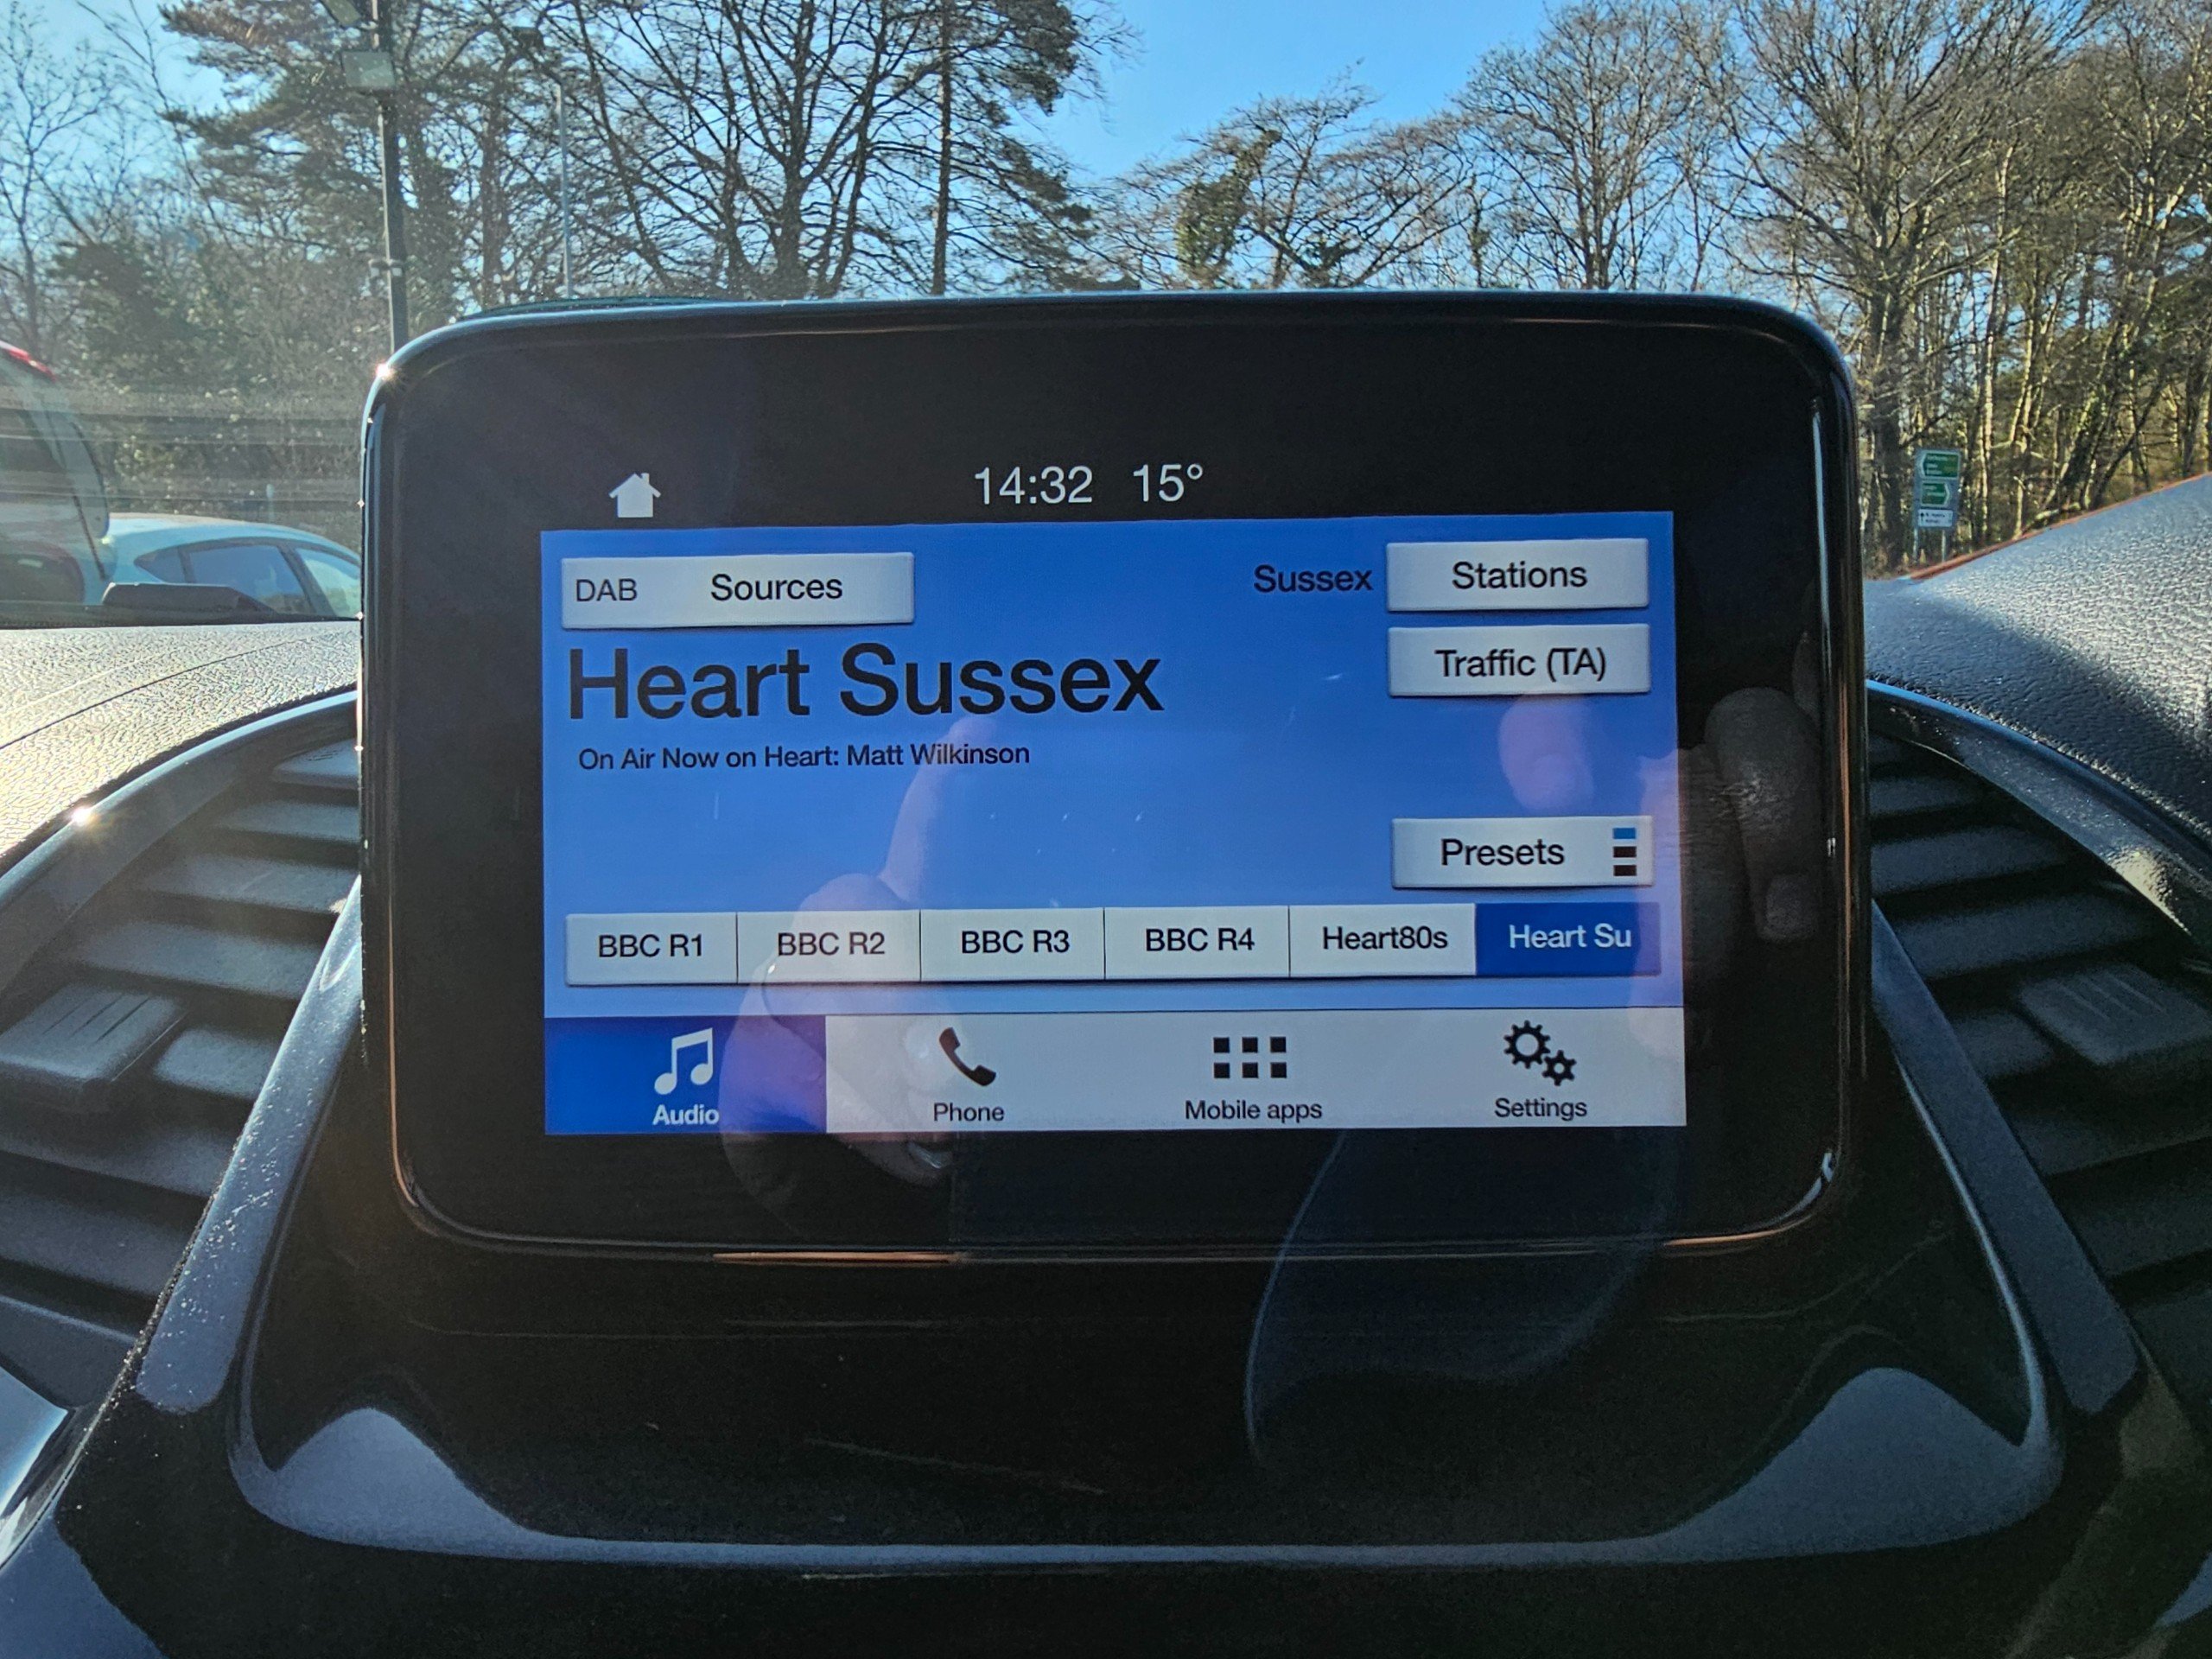 14:32 15°
DAB Sources
Sussex
Stations
Heart Sussex
Traffic (TA)
On Air Now on Heart: Matt Wilkinson
Presets
BBC R1
BBC R2
BBC R3
BBC R4
Heart80s
Heart Su
Audio
Phone
Mobile apps
Settings